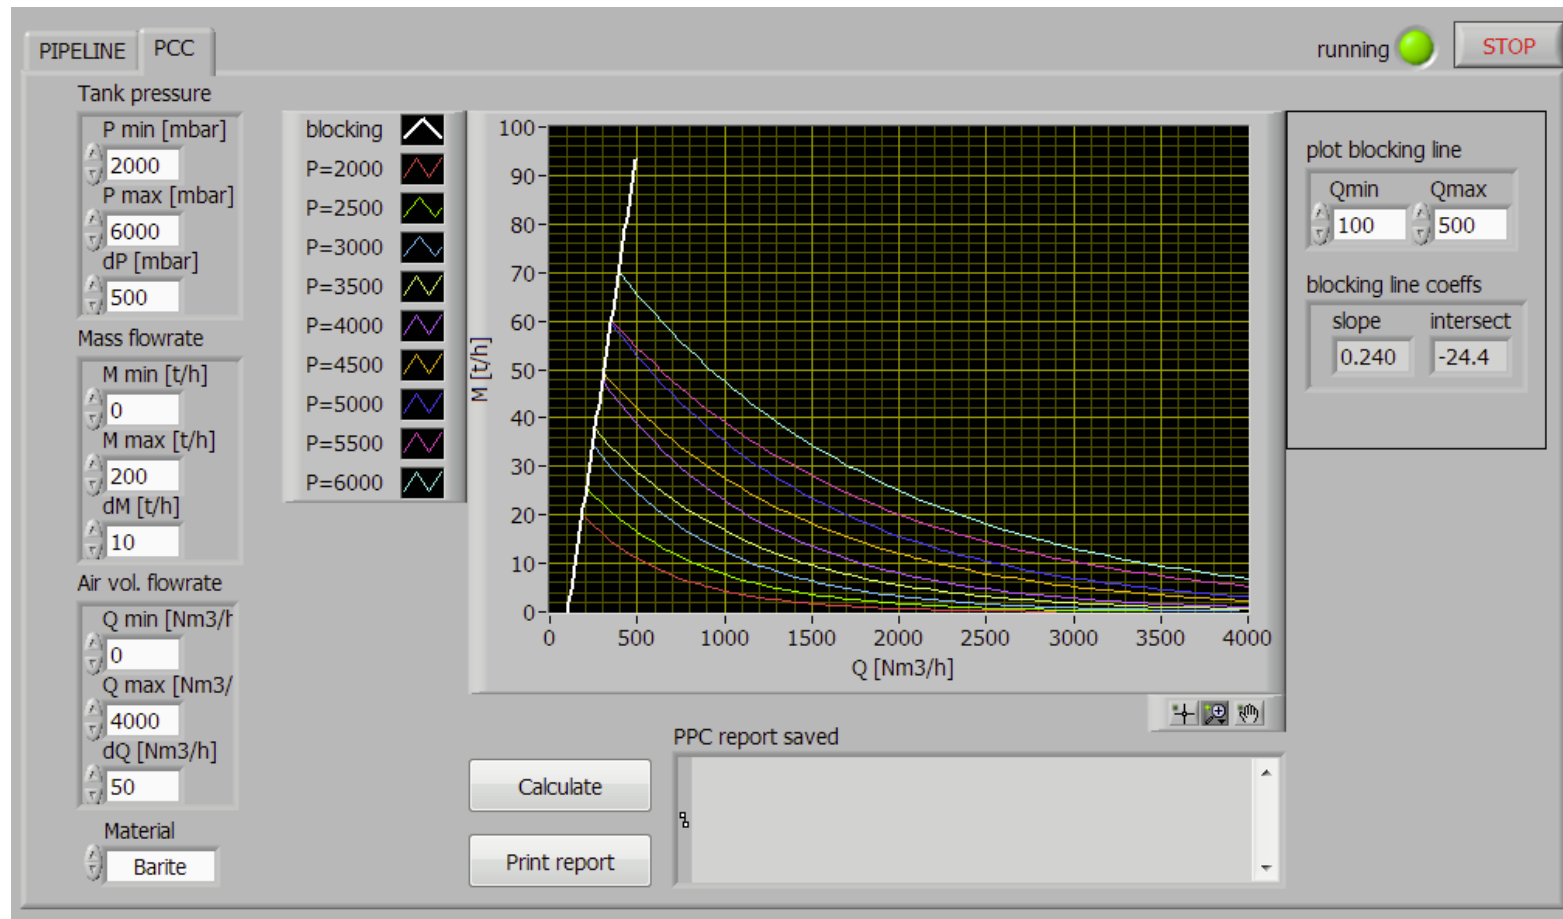 PIPELINE PCC
running STOP
Tank pressure
P min [mbar]
2000
P max [mbar]
6000
dP [mbar]
500
Mass flowrate
M min [t/h]
0
M max [t/h]
200
dM [t/h]
10
Air vol. flowrate
Q min [Nm3/h
0
Q max [Nm3/
4000
dQ [Nm3/h]
50
Material
Barite
blocking
P=2000
P=2500
P=3000
P=3500
P=4000
P=4500
P=5000
P=5500
P=6000
M [t/h]
100
90
80
70
60
50
40
30
20
10
0
0 500 1000 1500 2000 2500 3000 3500 4000
Q [Nm3/h]
plot blocking line
Qmin Qmax
100 500
blocking line coeffs
slope intersect
0.240 -24.4
PPC report saved
Calculate
Print report